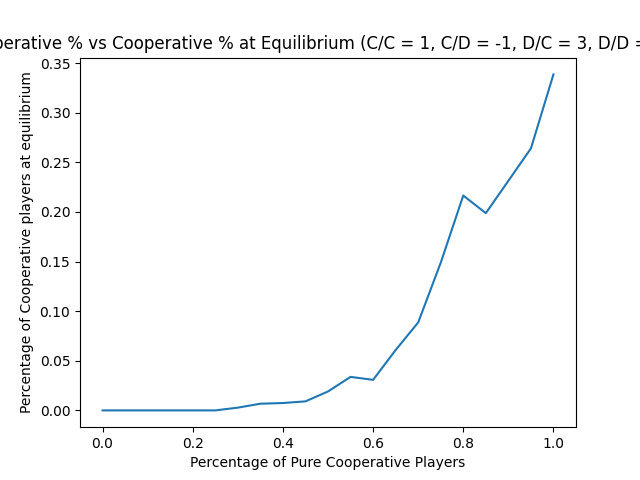 perative % vs Cooperative % at Equilibrium (C/C = 1, C/D = -1, D/C = 3, D/D =
0.35
0.30
0.25
0.20
0.15
0.10
0.05
0.00
Percentage of Cooperative players at equilibrium
0.0 0.2 0.4 0.6 0.8 1.0
Percentage of Pure Cooperative Players